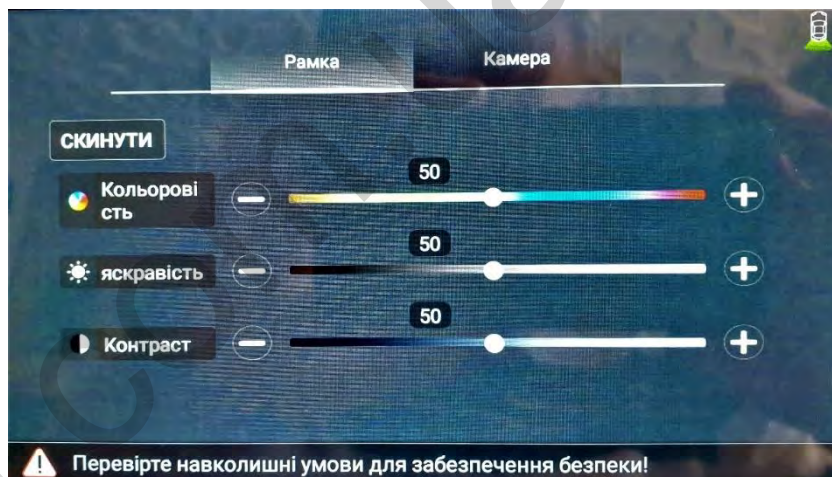 Рамка
Камера
СКИНУТИ
50
Кольорові
сть
50
яскравість
50
Контраст
Перевірте навколишні умови для забезпечення безпеки!